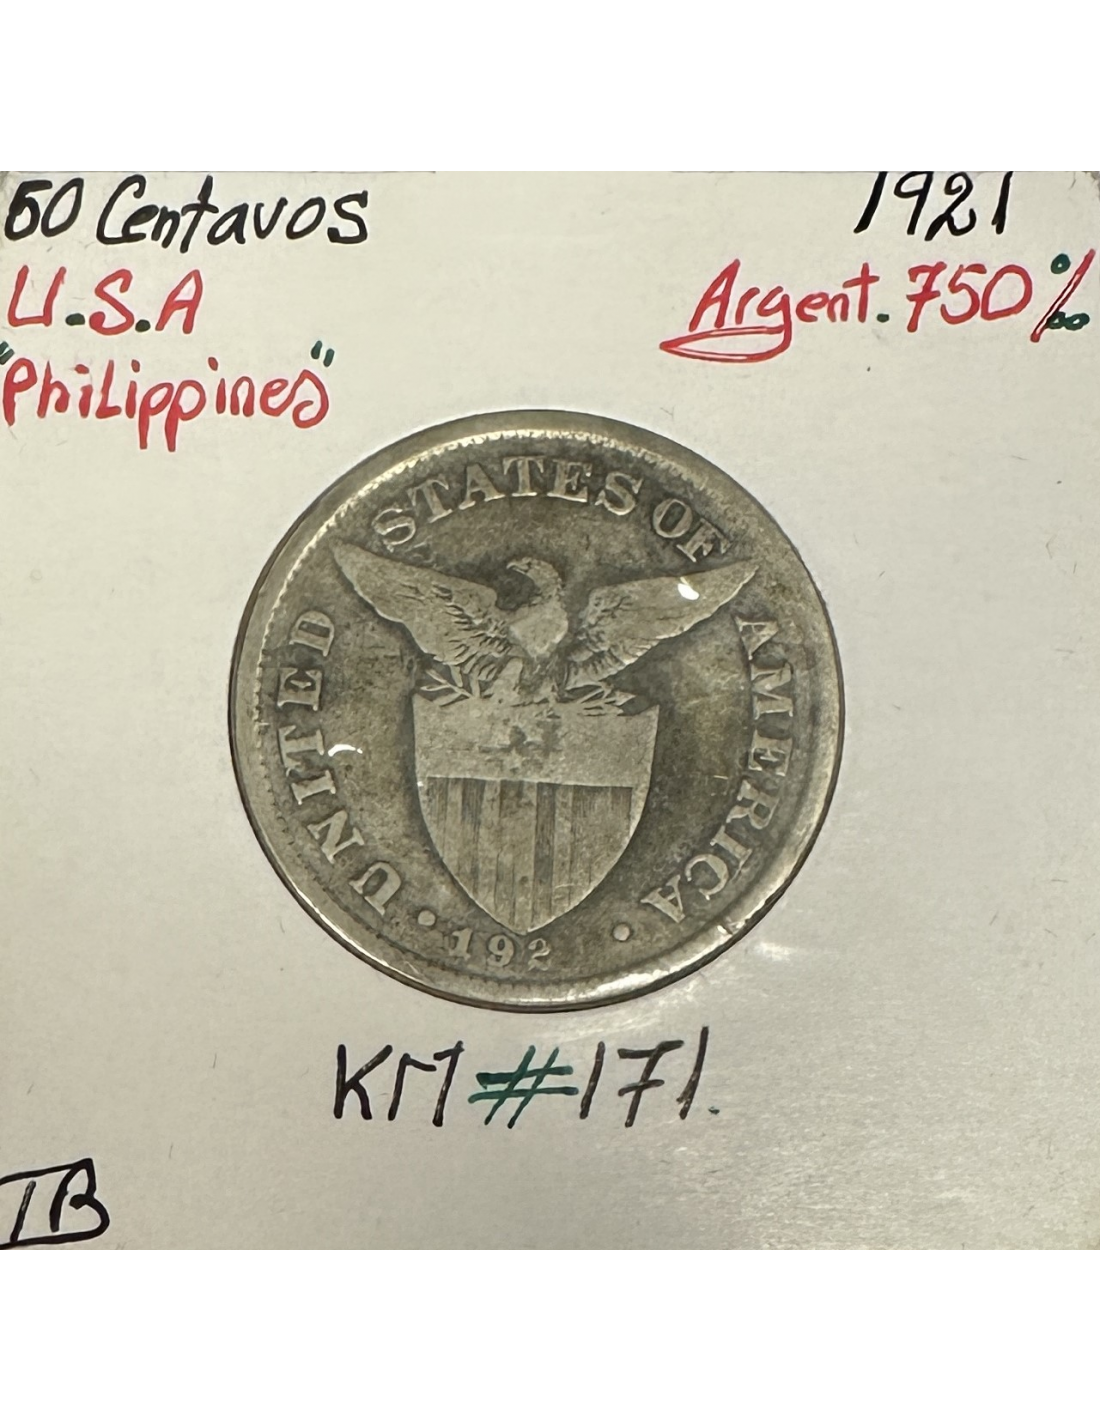 50 Centavos
1921
U.S.A
Argent. 750 ‰
"Philippines"
UNITED STATES OF AMERICA
• 192 •
KM #171.
TB